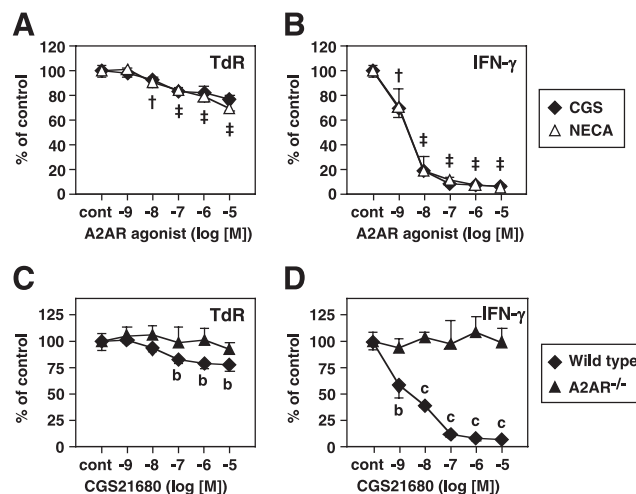 A
TdR
% of control
120
100
80
60
40
20
0
cont -9 -8 -7 -6 -5
A2AR agonist (log [M])
† ‡ ‡ ‡
B
IFN-γ
% of control
120
100
80
60
40
20
0
cont -9 -8 -7 -6 -5
A2AR agonist (log [M])
† ‡ ‡ ‡ ‡
CGS
NECA
C
TdR
% of control
125
100
75
50
25
0
cont -9 -8 -7 -6 -5
CGS21680 (log [M])
b b b
D
IFN-γ
% of control
125
100
75
50
25
0
cont -9 -8 -7 -6 -5
CGS21680 (log [M])
b c c c c
Wild type
A2AR-/-